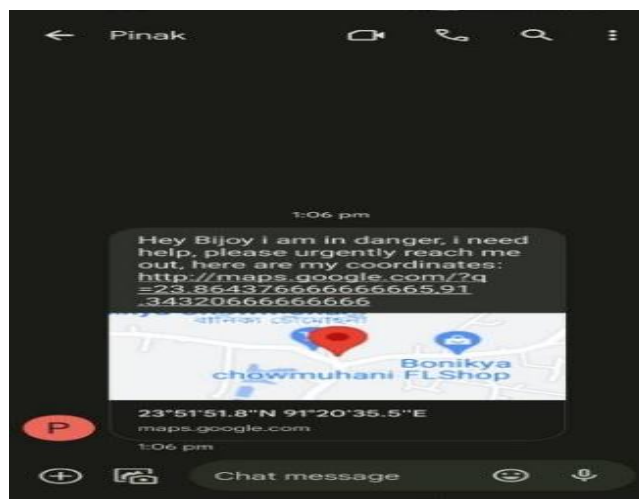 Pinak
1:06 pm
Hey Bijoy i am in danger, i need
help, please urgently reach me
out, here are my coordinates:
http://maps.google.com/?q
=23.864376666666665,91
.34320666666666
chowmuhani
Bonikya
FLShop
23°51'51.8"N 91°20'35.5"E
maps.google.com
1:06 pm
P
Chat message